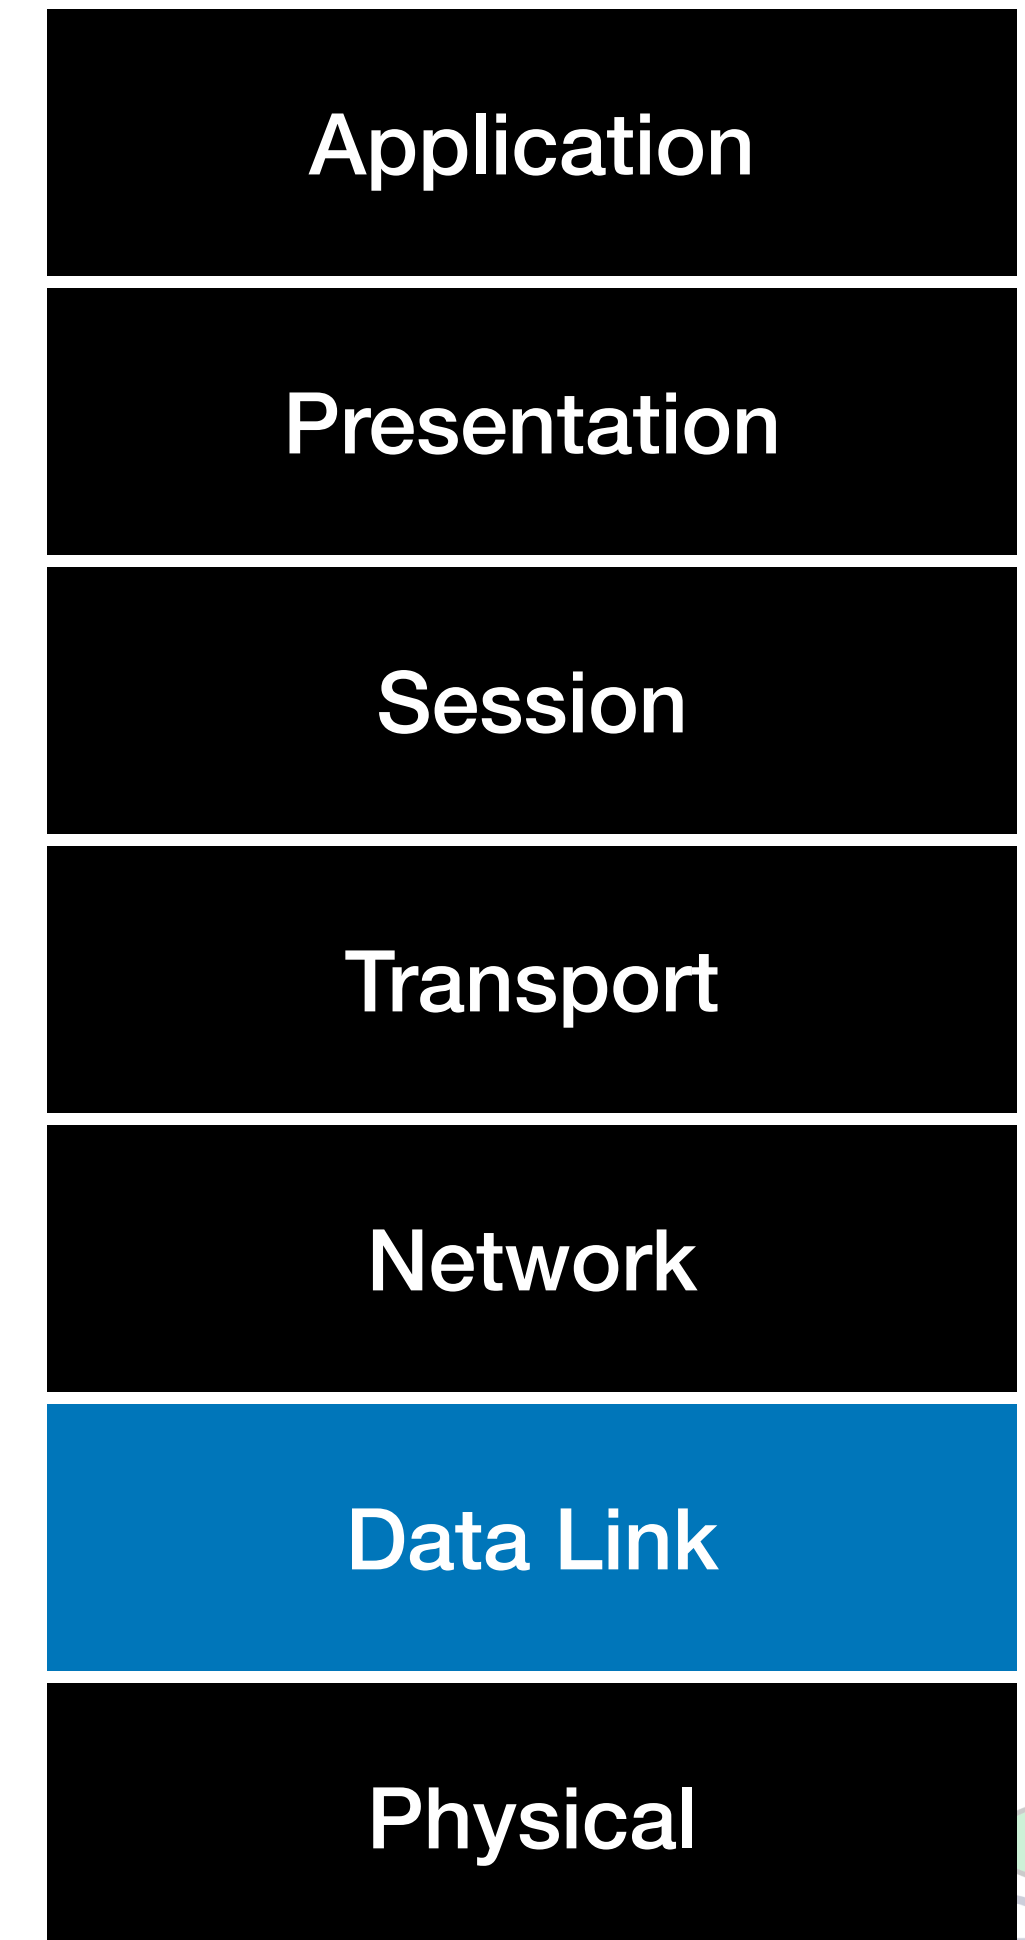 Application
Presentation
Session
Transport
Network
Data Link
Physical